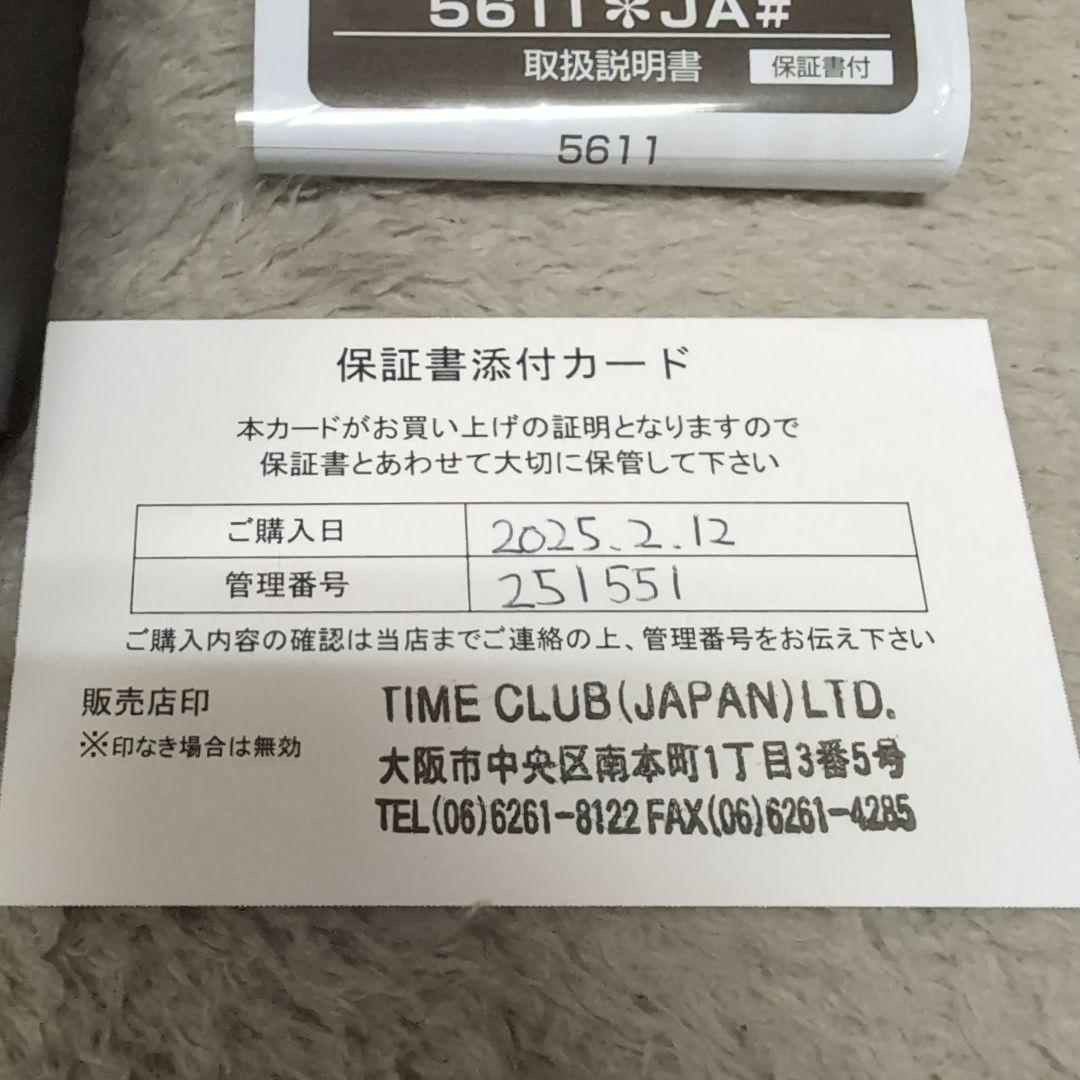 5611＊JA#
取扱説明書 保証書付
5611
保証書添付カード
本カードがお買い上げの証明となりますので
保証書とあわせて大切に保管して下さい
ご購入日 2025.2.12
管理番号 251551
ご購入内容の確認は当店までご連絡の上、管理番号をお伝え下さい
販売店印 TIME CLUB(JAPAN)LTD.
※印なき場合は無効 大阪市中央区南本町1丁目3番5号
TEL(06)6261-8122 FAX(06)6261-4285